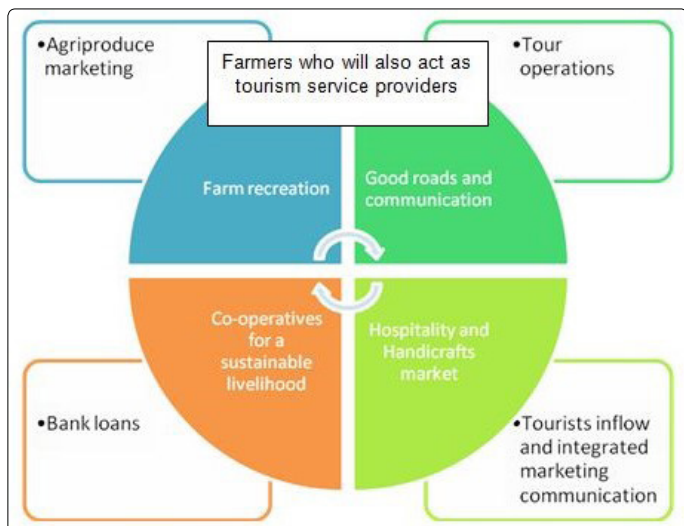 •Agriproduce
marketing
Farmers who will also act as
tourism service providers
•Tour
operations
Farm recreation
Good roads and
communication
Co-operatives
for a
sustainable
livelihood
Hospitality and
Handicrafts
market
•Bank loans
•Tourists inflow
and integrated
marketing
communication